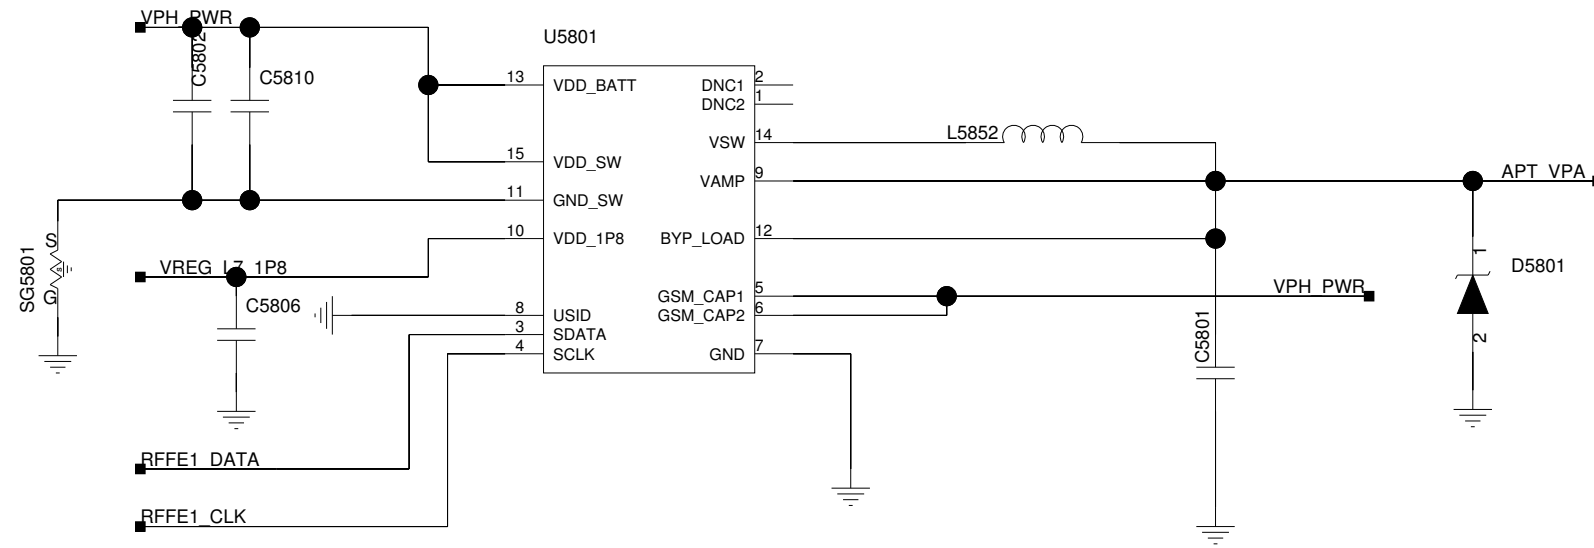 VPH_PWR
U5801
C5802
C5810
13 VDD_BATT
DNC1 2
DNC2 1
L5852
VSW 14
15 VDD_SW
VAMP 9
APT_VPA
11 GND_SW
10 VDD_1P8
BYP_LOAD 12
S
SG5801
G
VREG_L7_1P8
1
D5801
2
GSM_CAP1 5
VPH_PWR
C5806
8 USID
GSM_CAP2 6
3 SDATA
C5801
4 SCLK
GND 7
RFFE1_DATA
RFFE1_CLK